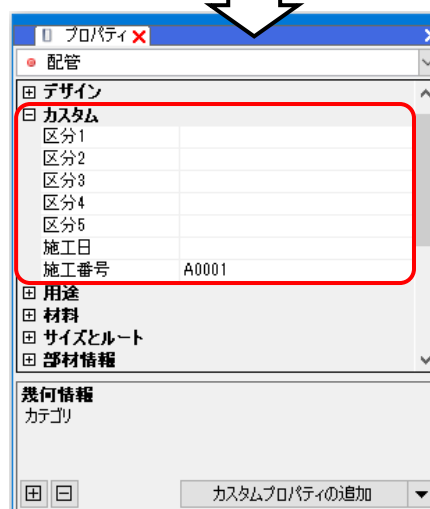 プロパティ
配管
デザイン
カスタム
区分1
区分2
区分3
区分4
区分5
施工日
施工番号 A0001
用途
材料
サイズとルート
部材情報
幾何情報
カテゴリ
カスタムプロパティの追加